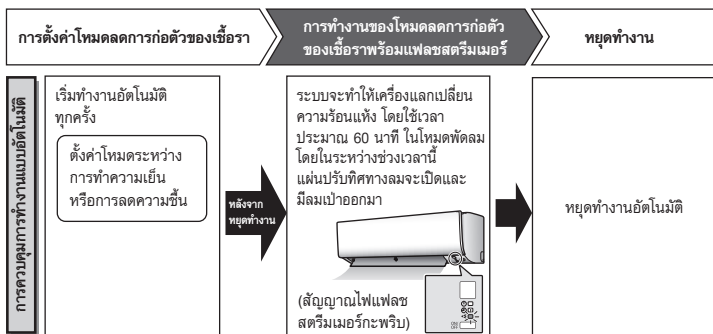 การตั้งค่าโหมดลดการก่อตัวของเชื้อรา
การทำงานของโหมดลดการก่อตัว
ของเชื้อราพร้อมแฟลชสตรีมเมอร์
หยุดทำงาน
การควบคุมการทำงานแบบอัตโนมัติ
เริ่มทำงานอัตโนมัติ
ทุกครั้ง
ตั้งค่าโหมดระหว่าง
การทำความเย็น
หรือการลดความชื้น
หลังจาก
หยุดทำงาน
ระบบจะทำให้เครื่องแลกเปลี่ยน
ความร้อนแห้ง โดยใช้เวลา
ประมาณ 60 นาที ในโหมดพัดลม
โดยในระหว่างช่วงเวลานี้
แผ่นปรับทิศทางลมจะเปิดและ
มีลมเป่าออกมา
(สัญญาณไฟแฟลช
สตรีมเมอร์กะพริบ)
หยุดทำงานอัตโนมัติ